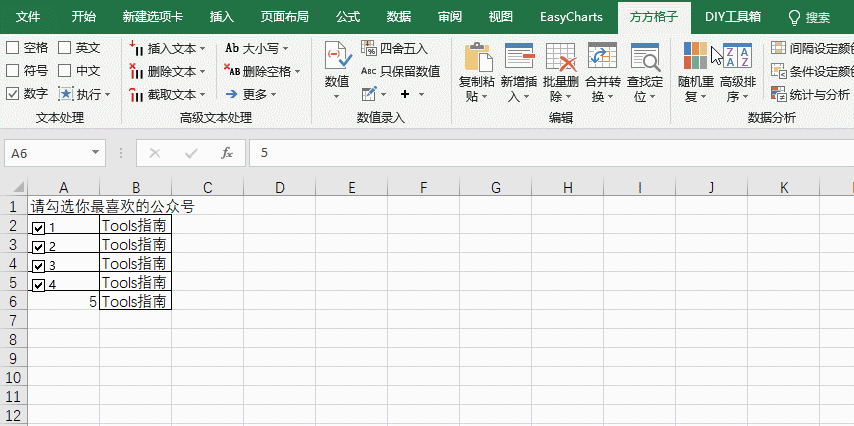 文件 开始 新建选项卡 插入 页面布局 公式 数据 审阅 视图 EasyCharts 方方格子 DIY工具箱 搜索
空格 英文 插入文本 Ab 大小写 四舍五入 间隔设定颜色
符号 中文 删除文本 AB 删除空格 数值 ABC 只保留数值 复制粘贴 新增插入 批量删除 合并转换 查找定位 随机重复 高级排序 条件设定颜色
数字 执行 截取文本 更多 统计与分析
文本处理 高级文本处理 数值录入 编辑 数据分析
A6 fx 5
A B C D E F G H I J K
1 请勾选你最喜欢的公众号
2 1 Tools指南
3 2 Tools指南
4 3 Tools指南
5 4 Tools指南
6 5 Tools指南
7
8
9
10
11
12